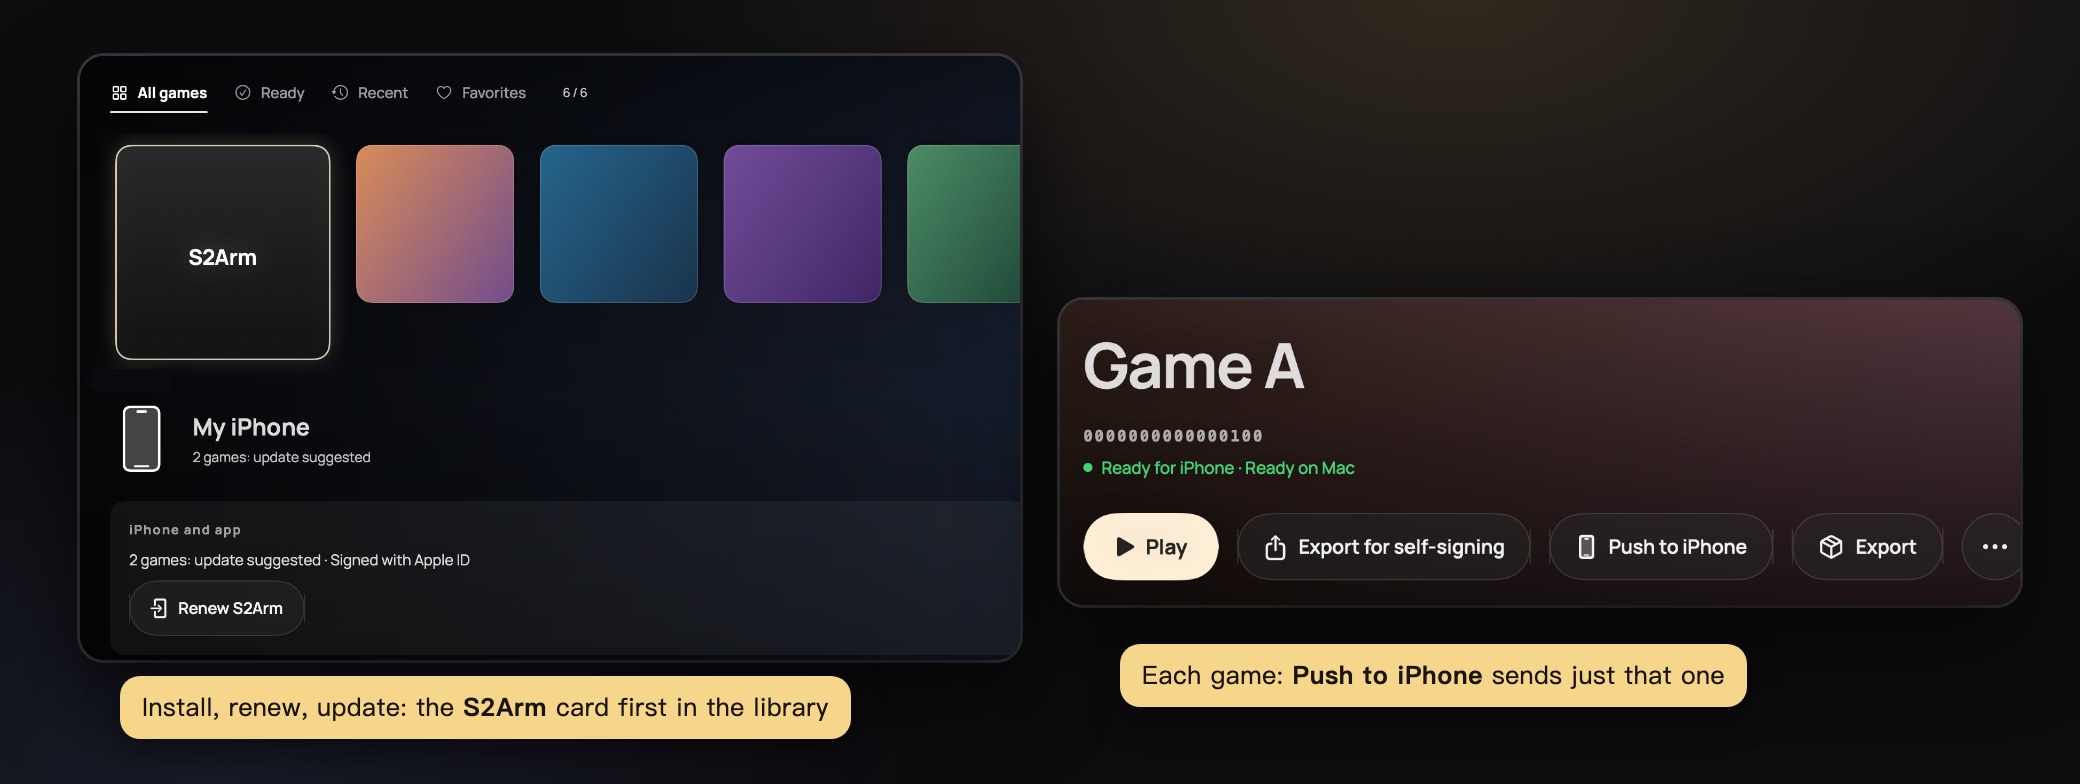 All games
Ready
Recent
Favorites
6 / 6
S2Arm
My iPhone
2 games: update suggested
iPhone and app
2 games: update suggested · Signed with Apple ID
Renew S2Arm
Install, renew, update: the S2Arm card first in the library
Game A
0000000000000100
Ready for iPhone · Ready on Mac
Play
Export for self-signing
Push to iPhone
Export
Each game: Push to iPhone sends just that one